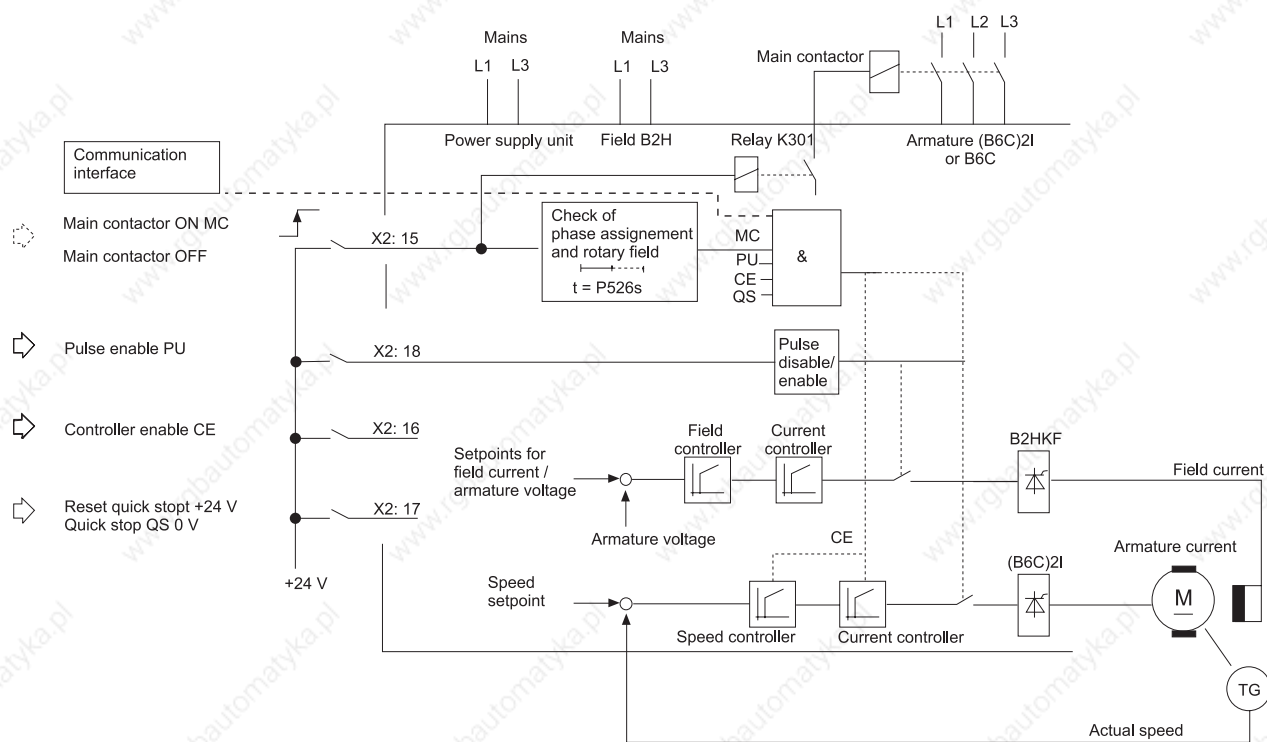 L1 L2 L3
Mains Mains
Main contactor
L1 L3 L1 L3
Power supply unit Field B2H Relay K301 Armature (B6C)2I
or B6C
Communication
interface
Main contactor ON MC
Main contactor OFF
X2: 15
Check of
phase assignement
and rotary field
t = P526s
MC
PU
CE
QS
&
Pulse enable PU
X2: 18
Pulse
disable/
enable
Controller enable CE
X2: 16
Setpoints for
field current /
armature voltage
Field
controller
Current
controller
B2HKF
Field current
Reset quick stopt +24 V
Quick stop QS 0 V
X2: 17
Armature voltage
CE
Armature current
+24 V
Speed
setpoint
(B6C)2I
M
Speed controller
Current controller
TG
Actual speed
www.rgbautomatyka.pl